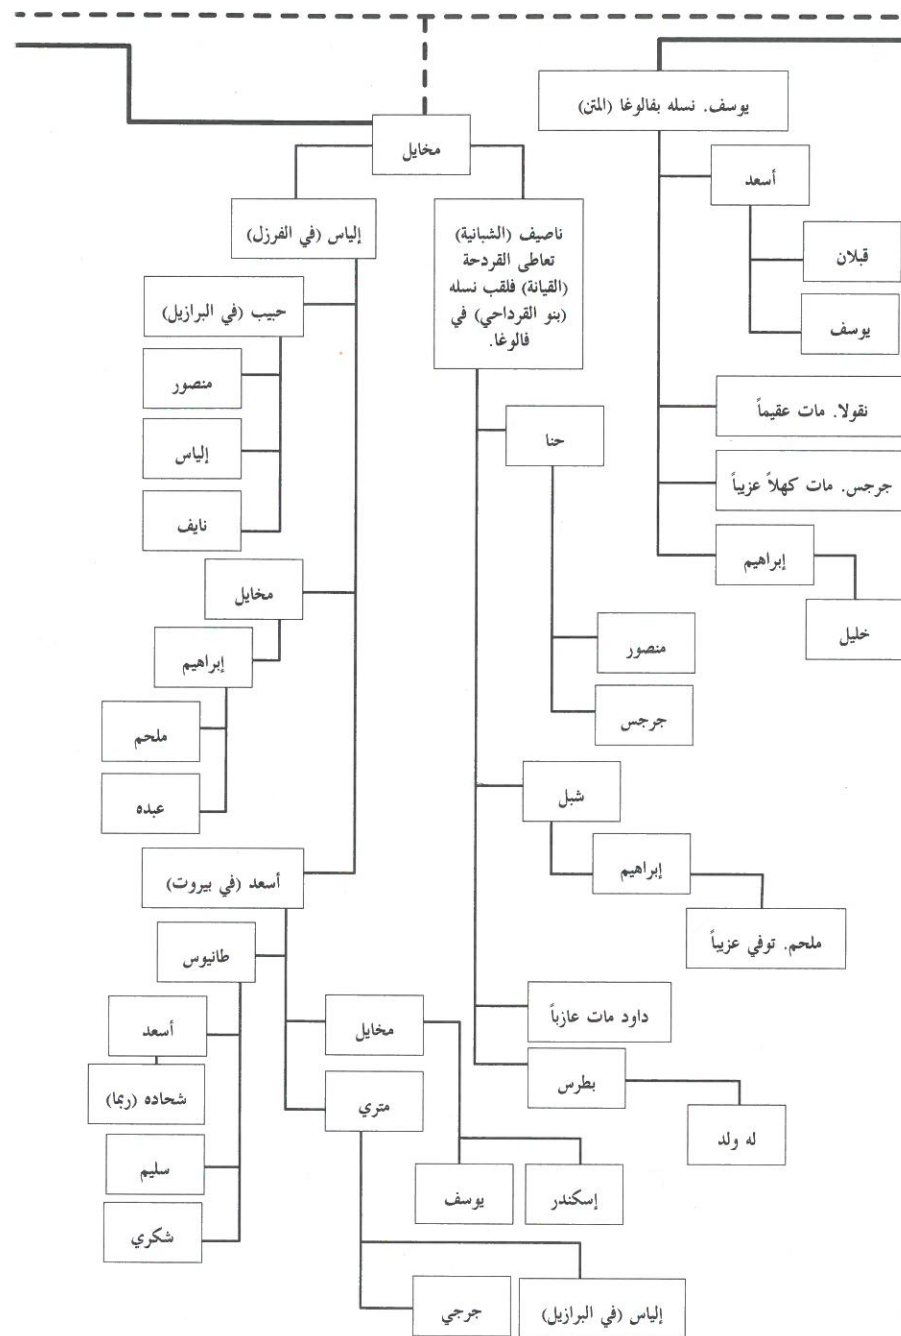 يوسف. نسله بفالوغا (المتن)
أسعد
قبلان
يوسف
نقولا. مات عقيماً
جرجس. مات كهلاً عزيباً
إبراهيم
خليل
مخايل
ناصيف (الشبانية)
تعاطى القردحة
(القيانة) فلقب نسله
(بنو القرداحي) في
فالوغا.
حنا
منصور
جرجس
شبل
إبراهيم
ملحم. توفي عزيباً
داود مات عازباً
بطرس
له ولد
إلياس (في الفرزل)
حبيب (في البرازيل)
منصور
إلياس
نايف
مخايل
إبراهيم
ملحم
عبده
أسعد (في بيروت)
طانيوس
أسعد
شحاده (ربما)
سليم
شكري
مخايل
إسكندر
يوسف
متري
إلياس (في البرازيل)
جرجي